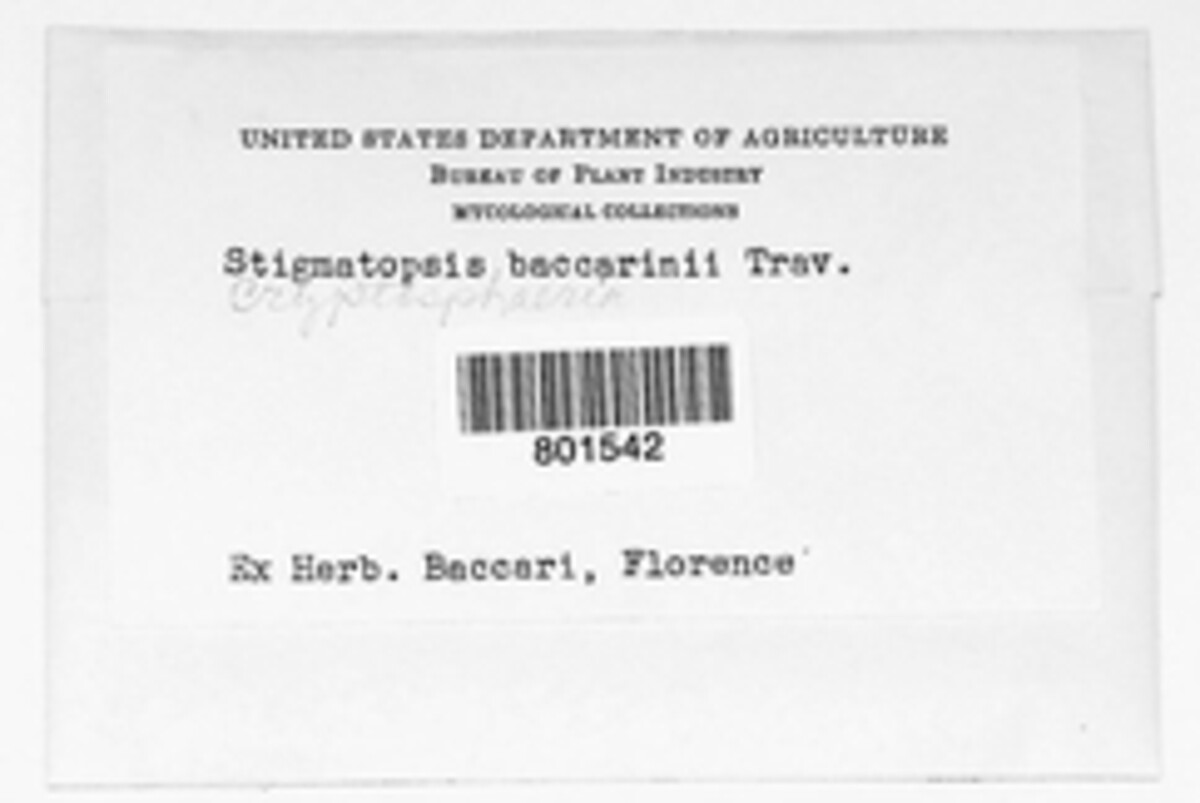 UNITED STATES DEPARTMENT OF AGRICULTURE
BUREAU OF PLANT INDUSTRY
MYCOLOGICAL COLLECTIONS
Stigmatopsis baccarinii Trav.
Cryptosphaeria
801542
Ex Herb. Baccari, Florence